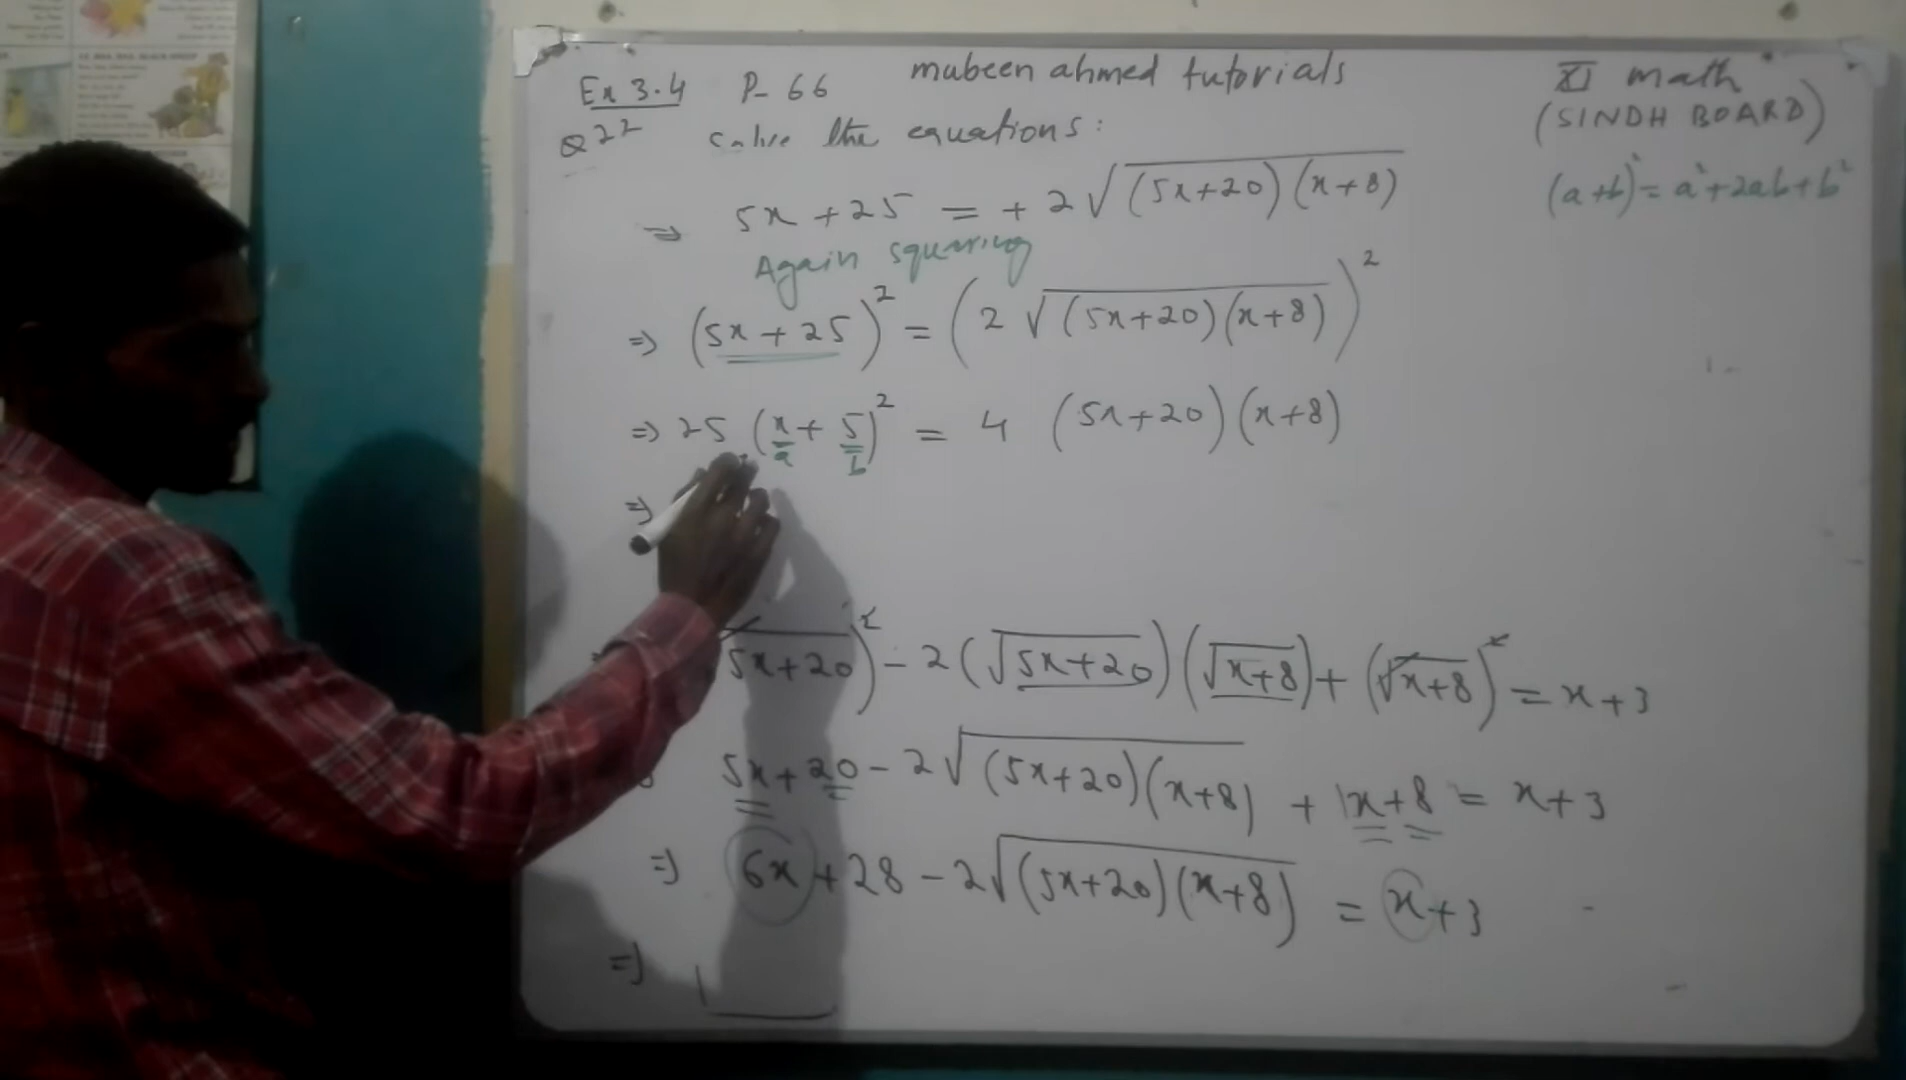 Ex 3.4 P- 66 mubeen ahmed tutorials XI math
(SINDH BOARD)
Q22 Solve the equations:
(a+b)² = a²+2ab+b²
⇒ 5x + 25 = + 2√(5x+20)(x+8)
Again squaring
⇒ (5x + 25)² = (2 √(5x+20)(x+8))²
⇒ 25 (x + 5)² = 4 (5x+20)(x+8)
a b
⇒
5x+20)² - 2(√5x+20)(√x+8) + (√x+8)² = x+3
5x + 20 - 2√(5x+20)(x+8) + 1x+8 = x+3
⇒ 6x + 28 - 2√(5x+20)(x+8) = x+3
⇒